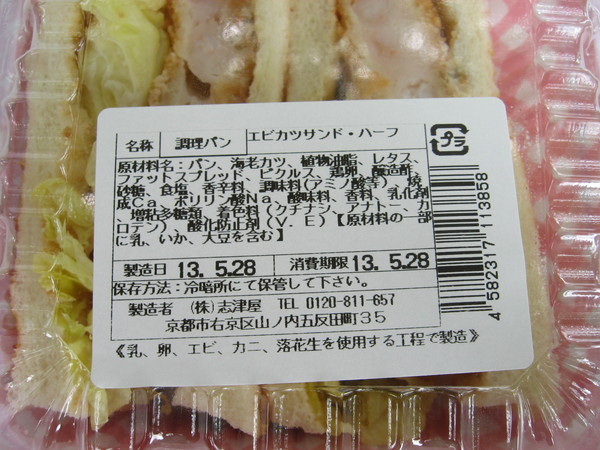 名称 調理パン エビカツサンド・ハーフ
プラ
原材料名：パン、海老カツ、植物油脂、レタス、
ファットスプレッド、ピクルス、鶏卵、醸造酢、
砂糖、食塩、香辛料、調味料(アミノ酸等)、焼
成Ca、ポリリン酸Na、酸味料、香料、乳化剤
、増粘多糖類、着色料(クチナシ、アナトー、カ
ロテン)、酸化防止剤(V.E)【原材料の一部
に乳、いか、大豆を含む】
製造日 13.5.28 消費期限 13.5.28
保存方法：冷暗所にて保管して下さい。
製造者 (株)志津屋 TEL 0120-811-657
京都市右京区山ノ内五反田町35
《乳、卵、エビ、カニ、落花生を使用する工程で製造》
4 582317 113858